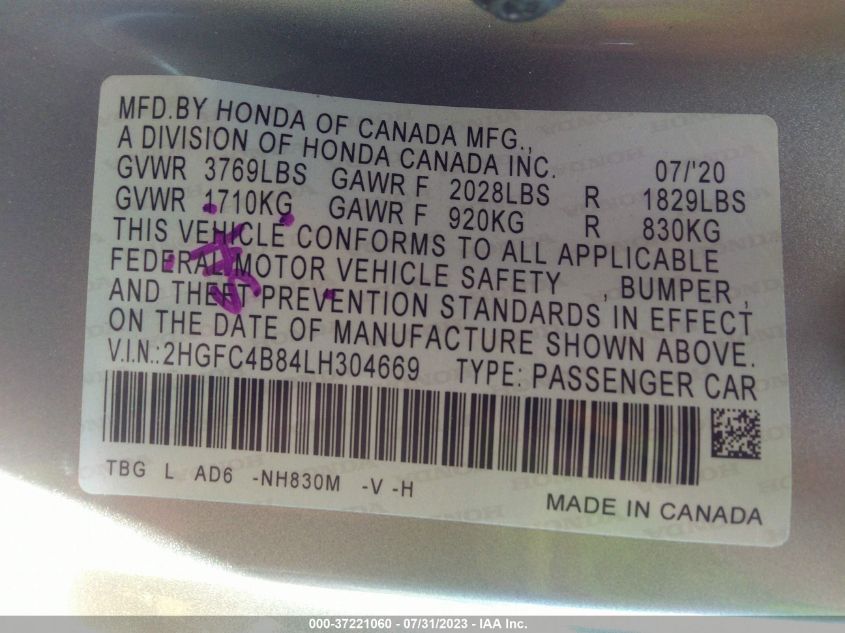 MFD.BY HONDA OF CANADA MFG.,
A DIVISION OF HONDA CANADA INC. 07/'20
GVWR 3769LBS GAWR F 2028LBS R 1829LBS
GVWR 1710KG GAWR F 920KG R 830KG
THIS VEHICLE CONFORMS TO ALL APPLICABLE
FEDERAL MOTOR VEHICLE SAFETY , BUMPER ,
AND THEFT PREVENTION STANDARDS IN EFFECT
ON THE DATE OF MANUFACTURE SHOWN ABOVE.
V.I.N.:2HGFC4B84LH304669 TYPE: PASSENGER CAR
TBG L AD6 -NH830M -V -H
MADE IN CANADA
000-37221060 - 07/31/2023 - IAA Inc.